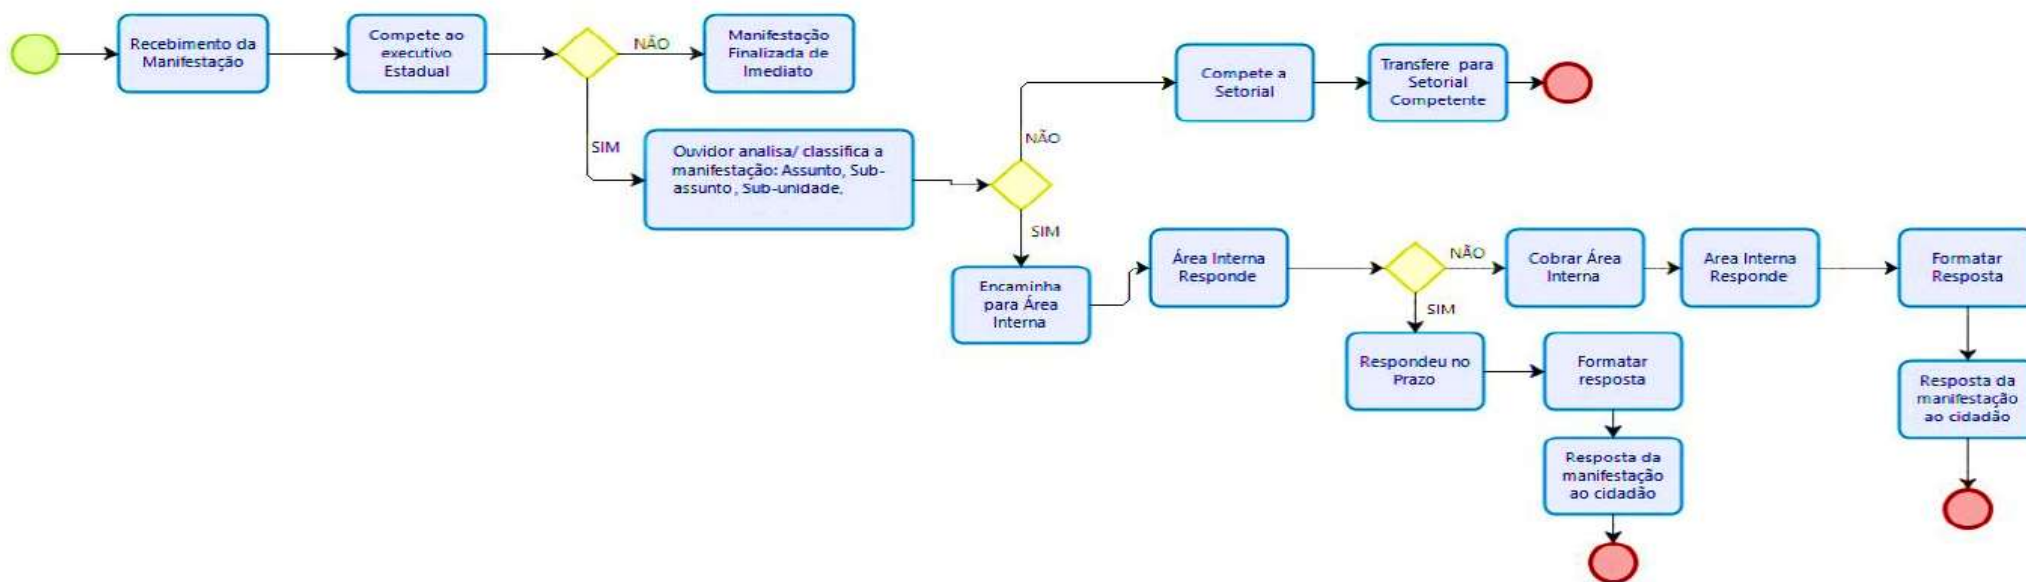 Recebimento da
Manifestação
Compete ao
executivo
Estadual
NÃO
Manifestação
Finalizada de
Imediato
SIM
Ouvidor analisa/ classifica a
manifestação: Assunto, Sub-
assunto, Sub-unidade.
NÃO
Compete a
Setorial
Transfere para
Setorial
Competente
SIM
Encaminha
para Área
Interna
Área Interna
Responde
NÃO
Cobrar Área
Interna
Area Interna
Responde
Formatar
Resposta
Resposta da
manifestação
ao cidadão
SIM
Respondeu no
Prazo
Formatar
resposta
Resposta da
manifestação
ao cidadão